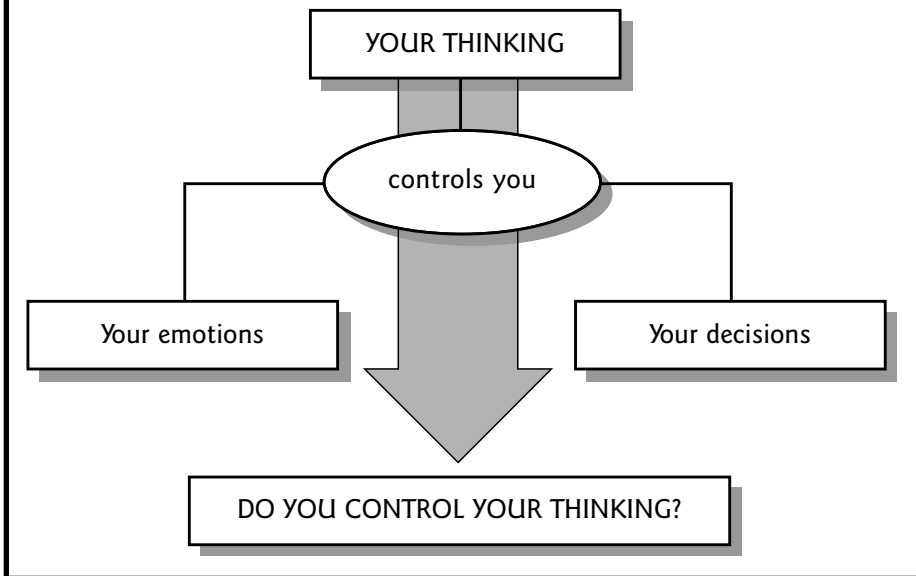 YOUR THINKING
controls you
Your emotions
Your decisions
DO YOU CONTROL YOUR THINKING?